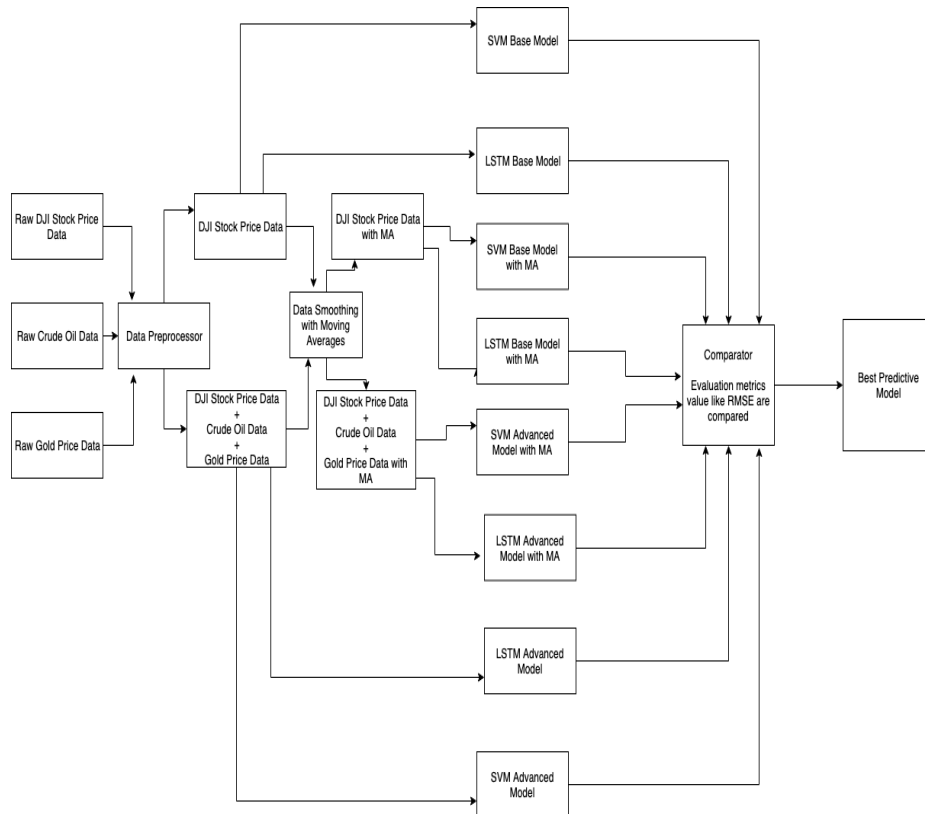 SVM Base Model
LSTM Base Model
Raw DJI Stock Price
Data
DJI Stock Price Data
DJI Stock Price Data
with MA
SVM Base Model
with MA
Raw Crude Oil Data
Data Preprocessor
Data Smoothing
with Moving
Averages
LSTM Base Model
with MA
Comparator
Evaluation metrics
value like RMSE are
compared
Best Predictive
Model
Raw Gold Price Data
DJI Stock Price Data
+
Crude Oil Data
+
Gold Price Data
DJI Stock Price Data
+
Crude Oil Data
+
Gold Price Data with
MA
SVM Advanced
Model with MA
LSTM Advanced
Model with MA
LSTM Advanced
Model
SVM Advanced
Model